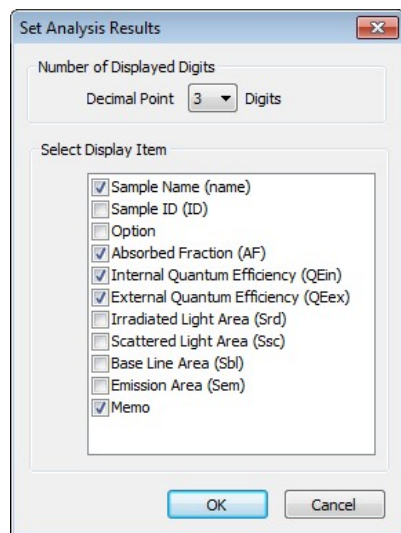 Set Analysis Results
Number of Displayed Digits
Decimal Point 3 Digits
Select Display Item
Sample Name (name)
Sample ID (ID)
Option
Absorbed Fraction (AF)
Internal Quantum Efficiency (QEin)
External Quantum Efficiency (QEex)
Irradiated Light Area (Srd)
Scattered Light Area (Ssc)
Base Line Area (Sbl)
Emission Area (Sem)
Memo
OK Cancel